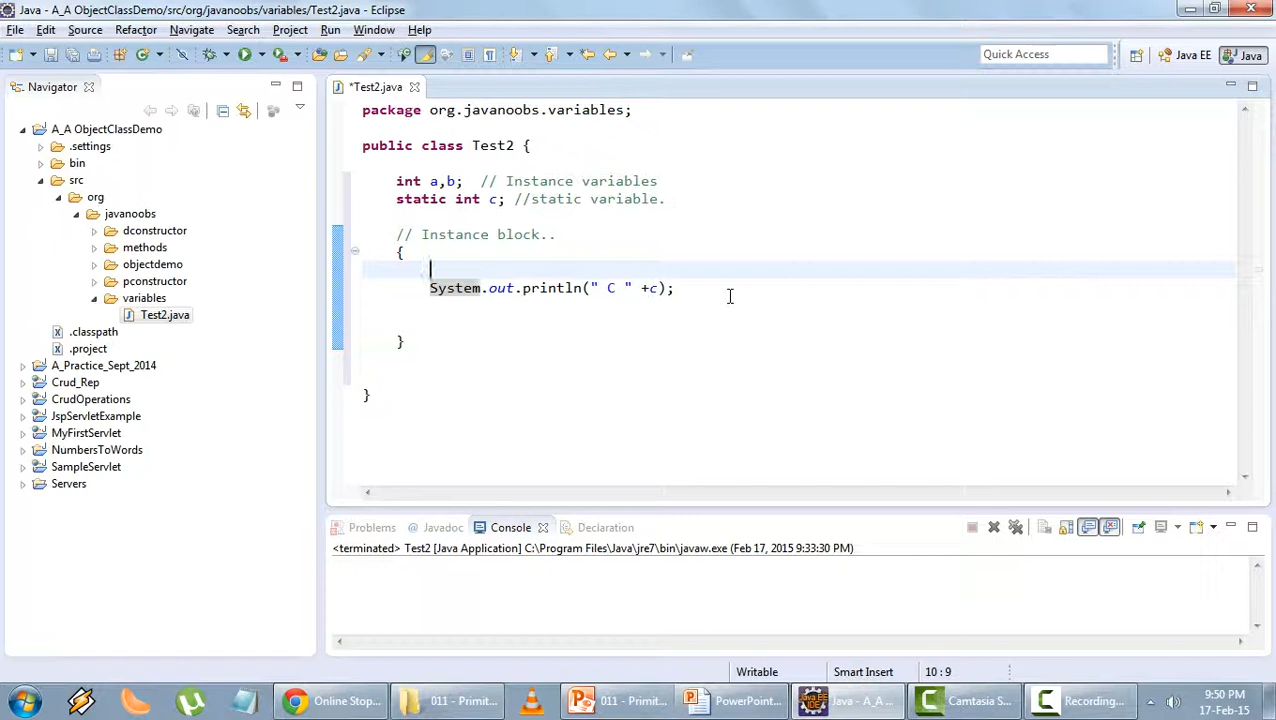 Java - A_A ObjectClassDemo/src/org/javanoobs/variables/Test2.java - Eclipse
File Edit Source Refactor Navigate Search Project Run Window Help
Quick Access
Java EE
Java
Navigator
*Test2.java
A_A ObjectClassDemo
.settings
bin
src
org
javanoobs
dconstructor
methods
objectdemo
pconstructor
variables
Test2.java
.classpath
.project
A_Practice_Sept_2014
Crud_Rep
CrudOperations
JspServletExample
MyFirstServlet
NumbersToWords
SampleServlet
Servers
package org.javanoobs.variables;
public class Test2 {
int a,b; // Instance variables
static int c; //static variable.
// Instance block..
{
System.out.println(" C " +c);
}
}
Problems @ Javadoc Console Declaration
<terminated> Test2 [Java Application] C:\Program Files\Java\jre7\bin\javaw.exe (Feb 17, 2015 9:33:30 PM)
Writable Smart Insert 10 : 9
Online Stop... 011 - Primit... 011 - Primit... PowerPoint... Java - A_A ... Camtasia S... Recording... 9:50 PM
17-Feb-15